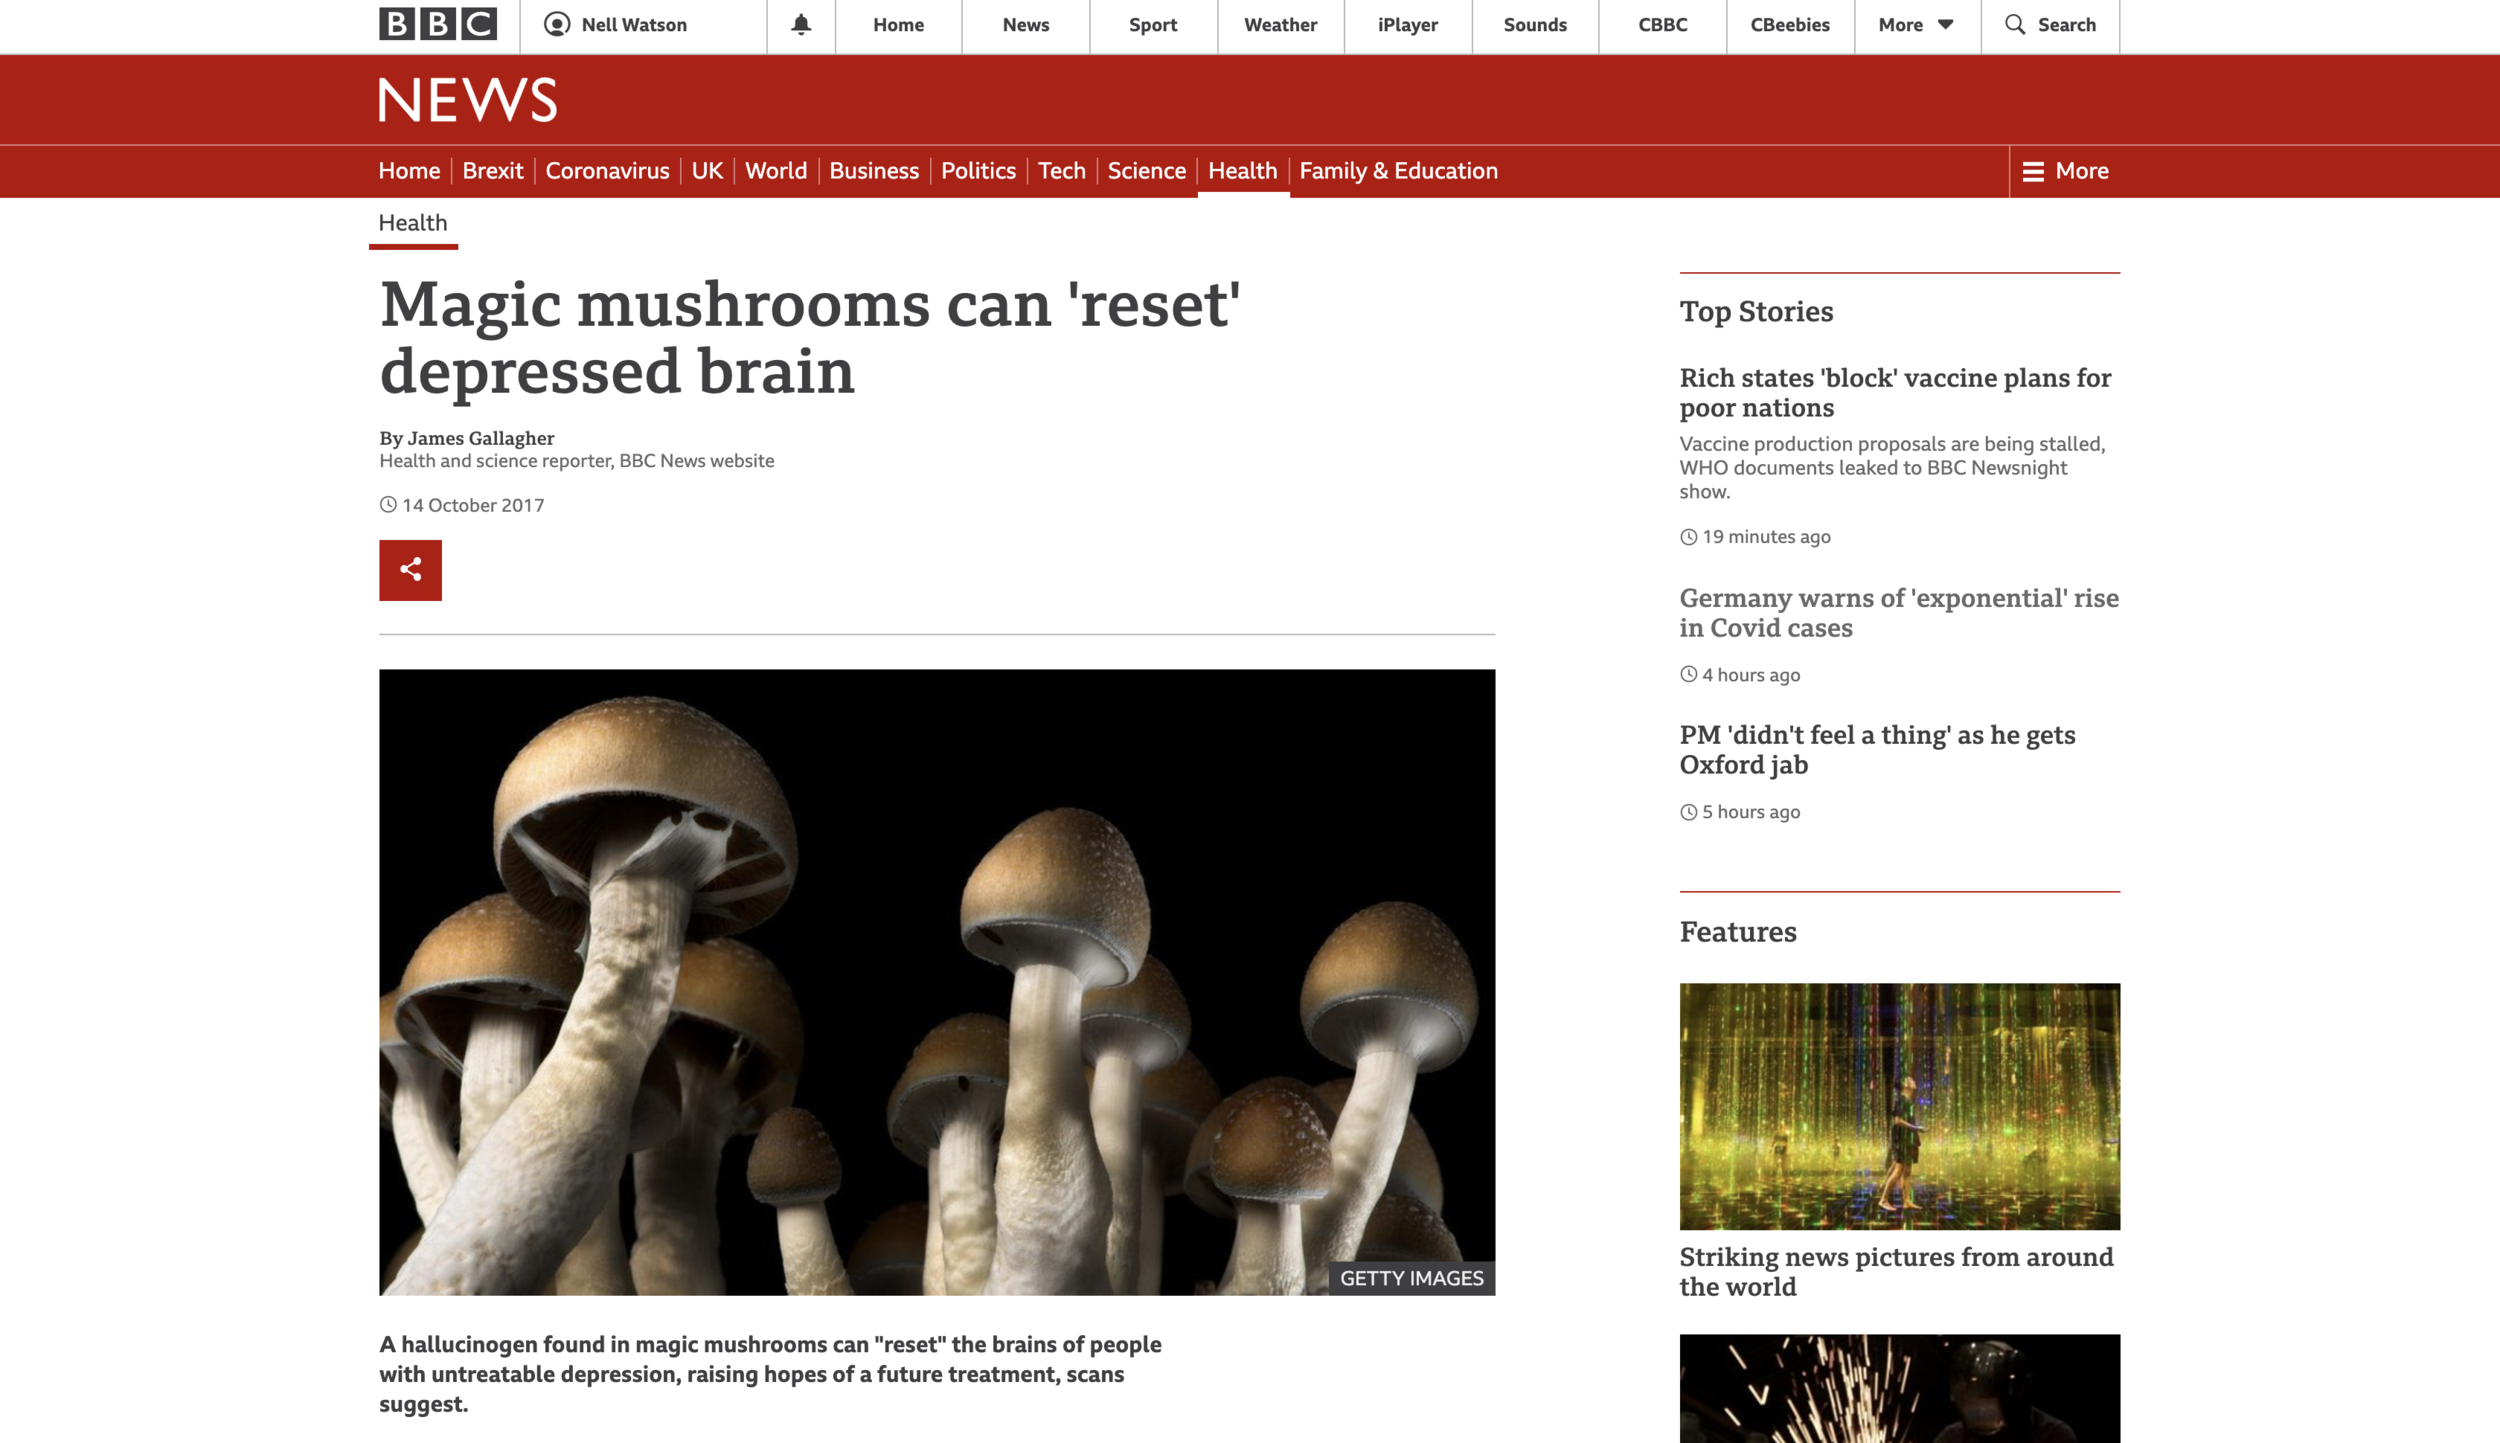 BBC
Nell Watson
Home
News
Sport
Weather
iPlayer
Sounds
CBBC
CBeebies
More
Search
NEWS
Home
Brexit
Coronavirus
UK
World
Business
Politics
Tech
Science
Health
Family & Education
More
Health
Magic mushrooms can 'reset'
depressed brain
By James Gallagher
Health and science reporter, BBC News website
14 October 2017
GETTY IMAGES
A hallucinogen found in magic mushrooms can "reset" the brains of people
with untreatable depression, raising hopes of a future treatment, scans
suggest.
Top Stories
Rich states 'block' vaccine plans for
poor nations
Vaccine production proposals are being stalled,
WHO documents leaked to BBC Newsnight
show.
19 minutes ago
Germany warns of 'exponential' rise
in Covid cases
4 hours ago
PM 'didn't feel a thing' as he gets
Oxford jab
5 hours ago
Features
Striking news pictures from around
the world